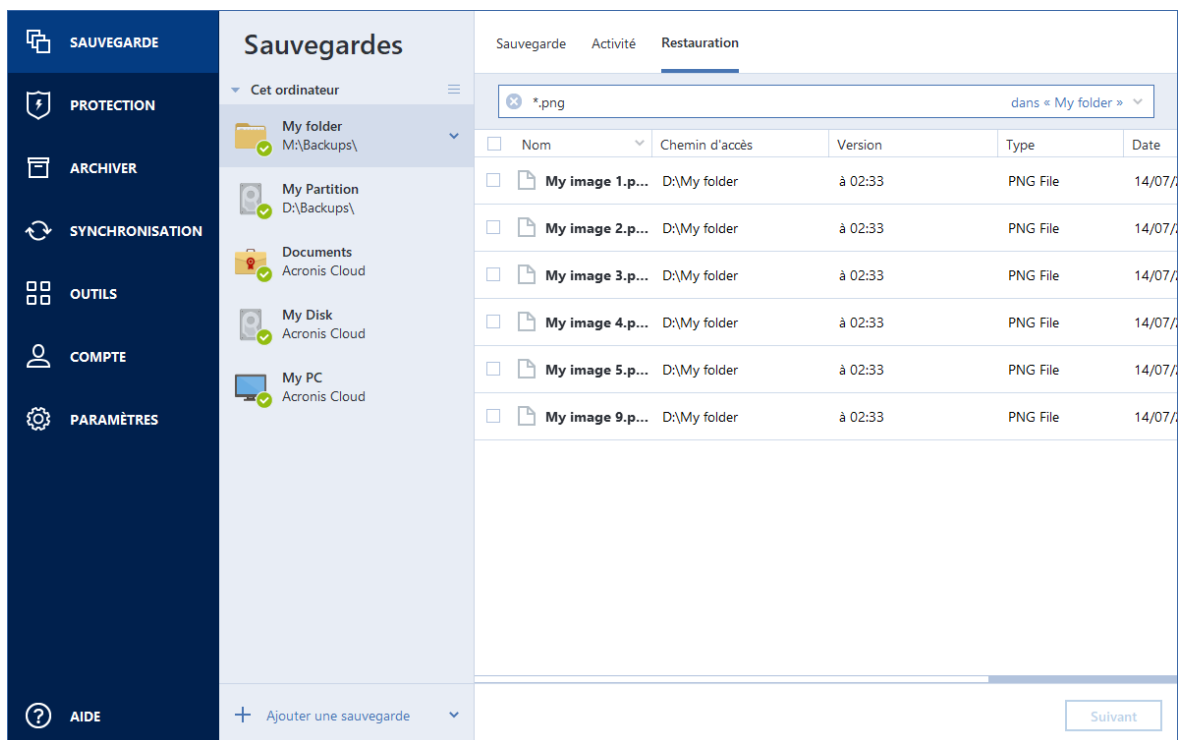 SAUVEGARDE
PROTECTION
ARCHIVER
SYNCHRONISATION
OUTILS
COMPTE
PARAMÈTRES
AIDE
Sauvegardes
Cet ordinateur
My folder
M:\Backups\
My Partition
D:\Backups\
Documents
Acronis Cloud
My Disk
Acronis Cloud
My PC
Acronis Cloud
Ajouter une sauvegarde
Sauvegarde Activité Restauration
*.png dans « My folder »
Nom Chemin d'accès Version Type Date
My image 1.p... D:\My folder à 02:33 PNG File 14/07/
My image 2.p... D:\My folder à 02:33 PNG File 14/07/
My image 3.p... D:\My folder à 02:33 PNG File 14/07/
My image 4.p... D:\My folder à 02:33 PNG File 14/07/
My image 5.p... D:\My folder à 02:33 PNG File 14/07/
My image 9.p... D:\My folder à 02:33 PNG File 14/07/
Suivant